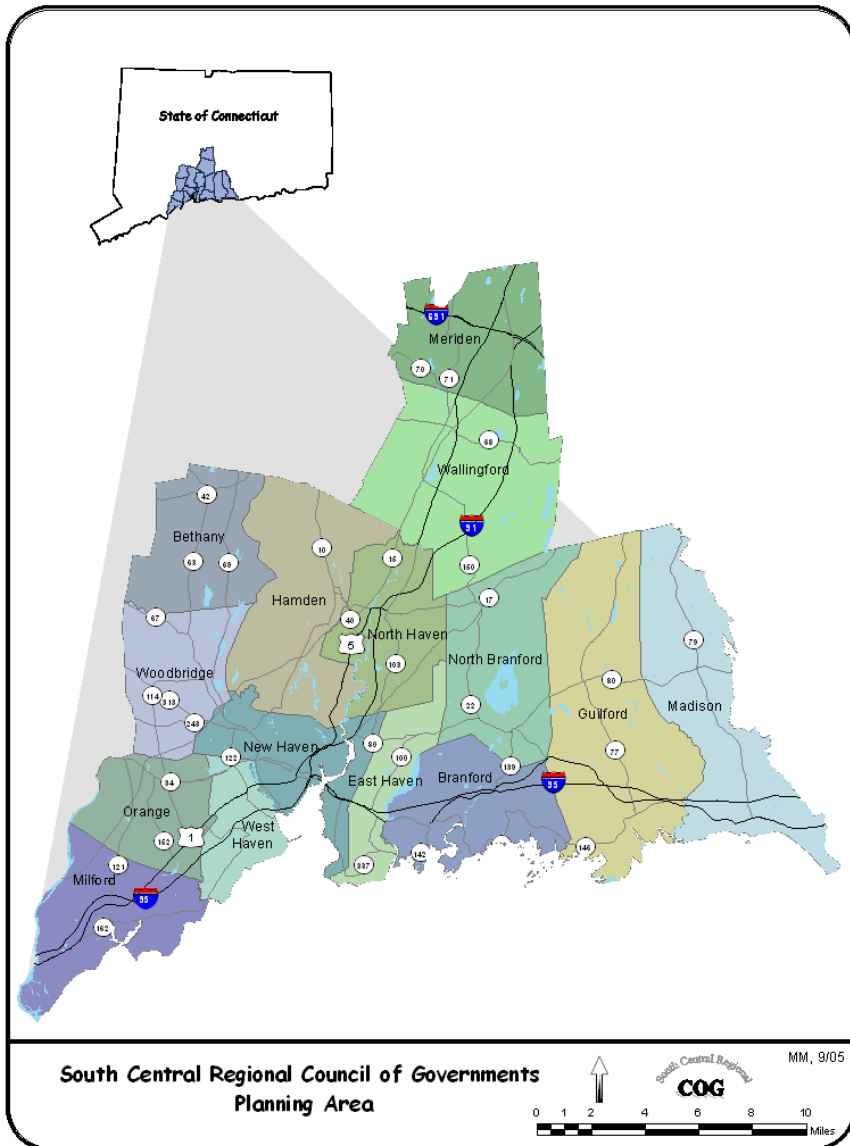 State of Connecticut
691
Meriden
70
71
68
Wallingford
91
42
Bethany
63
69
10
15
150
Hamden
17
67
40
North Haven
5
79
103
North Branford
Woodbridge
80
114
313
Madison
22
Guilford
243
New Haven
80
77
122
100
139
East Haven
Branford
95
34
Orange
1
West
Haven
152
146
142
121
337
Milford
95
162
South Central Regional Council of Governments
Planning Area
South Central Regional
COG
MM, 9/05
0 1 2 4 6 8 10
Miles